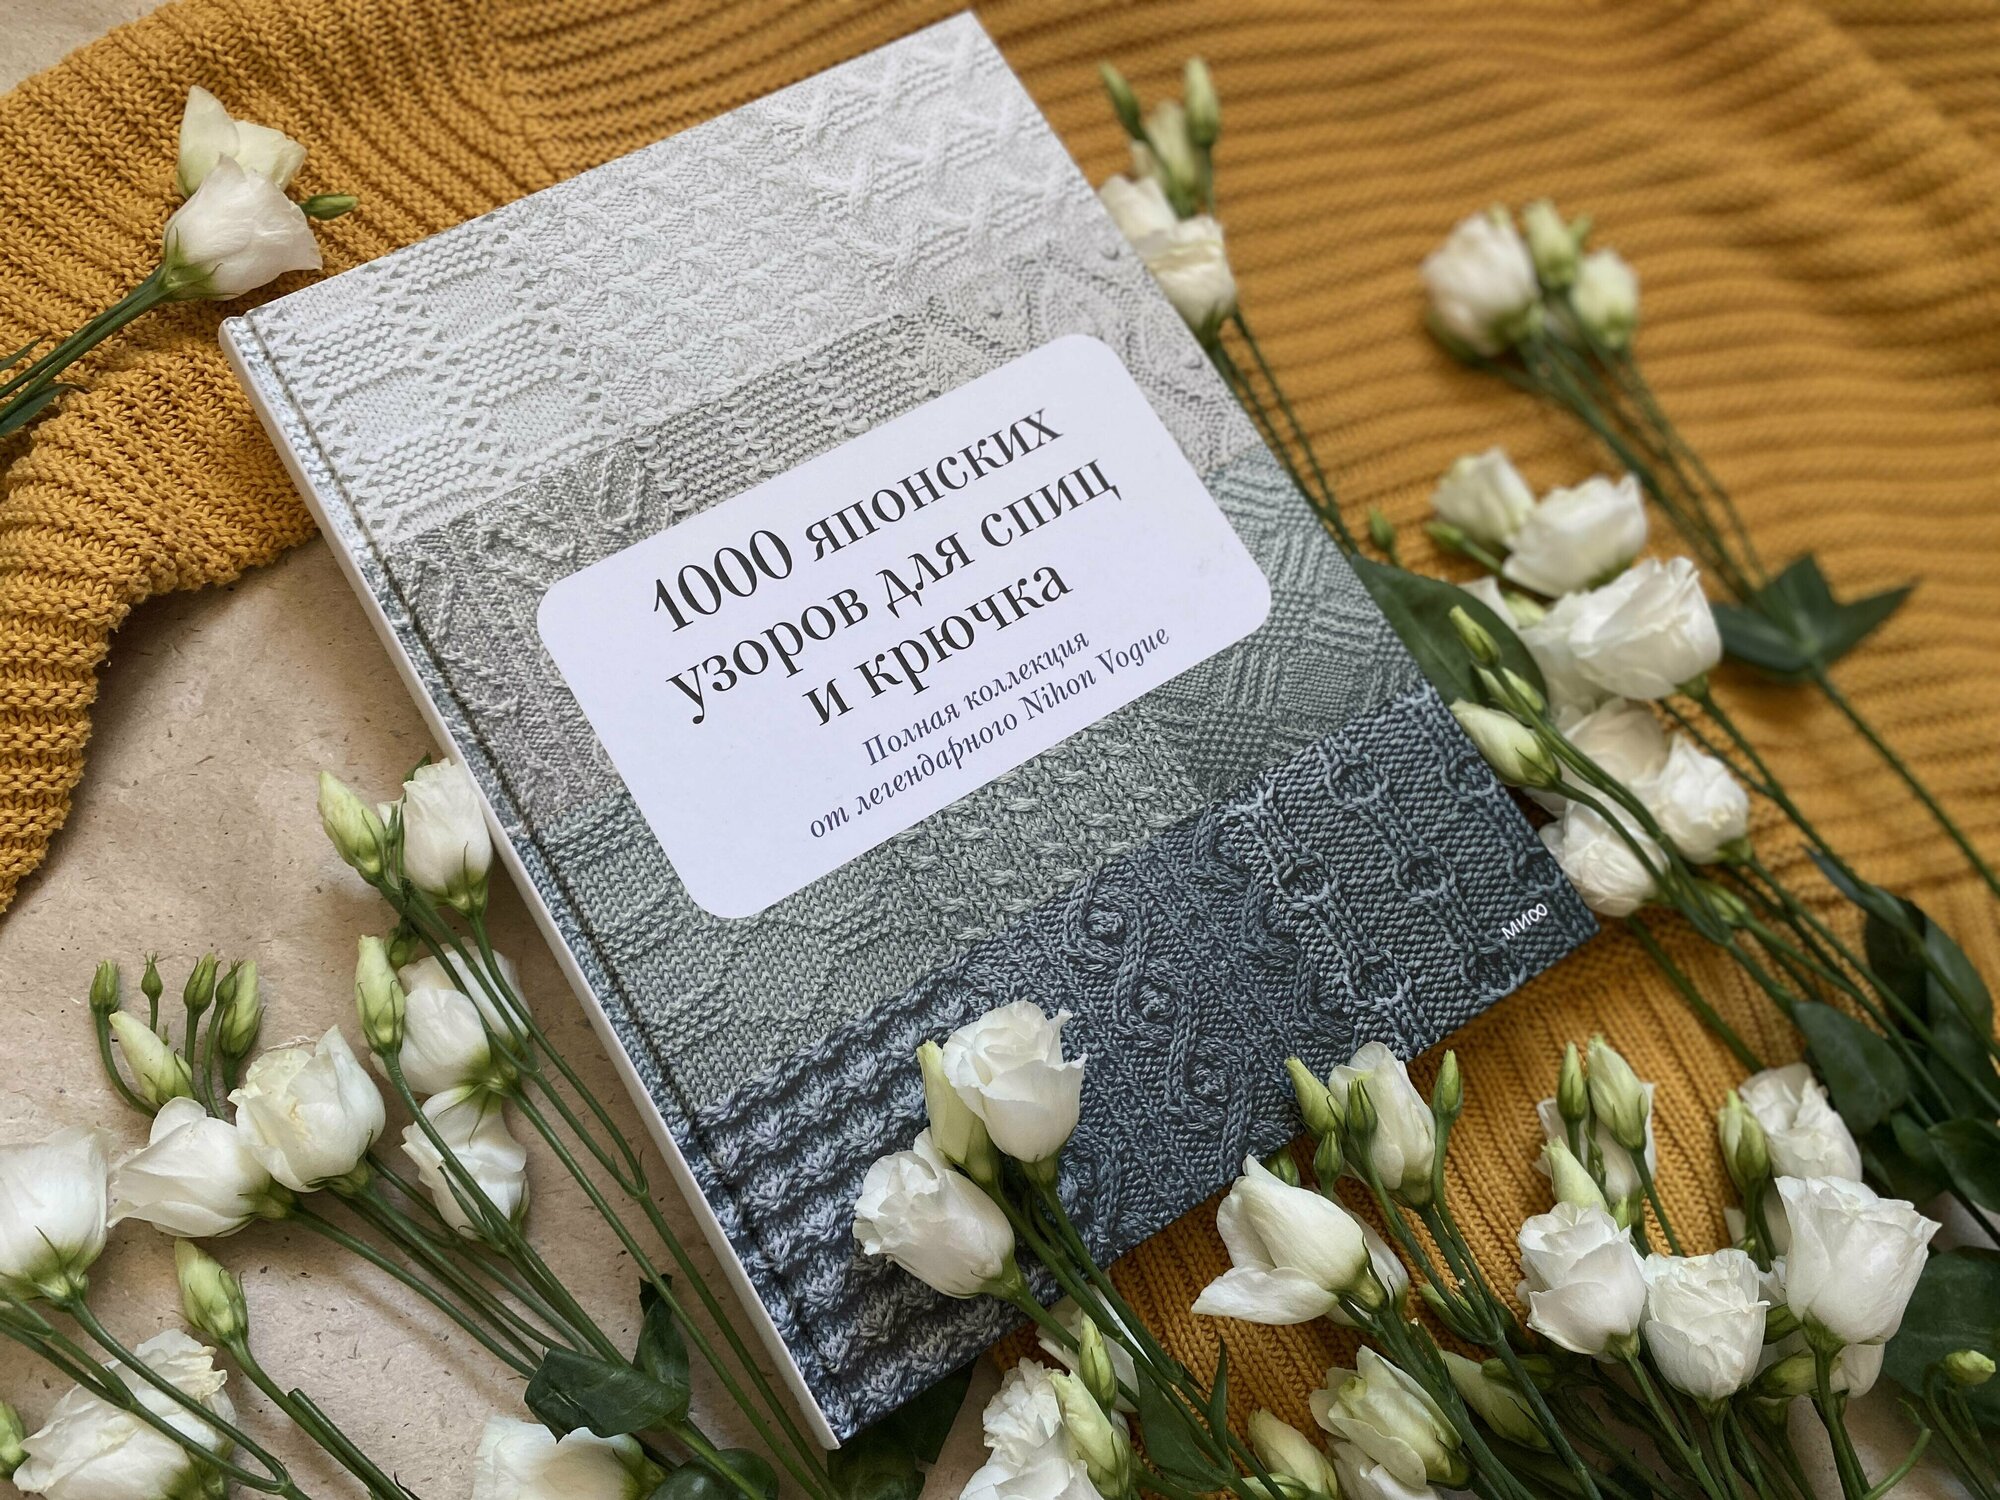 1000 японских
узоров для спиц
и крючка
Полная коллекция
от легендарного Nihon Vogue
МИФ